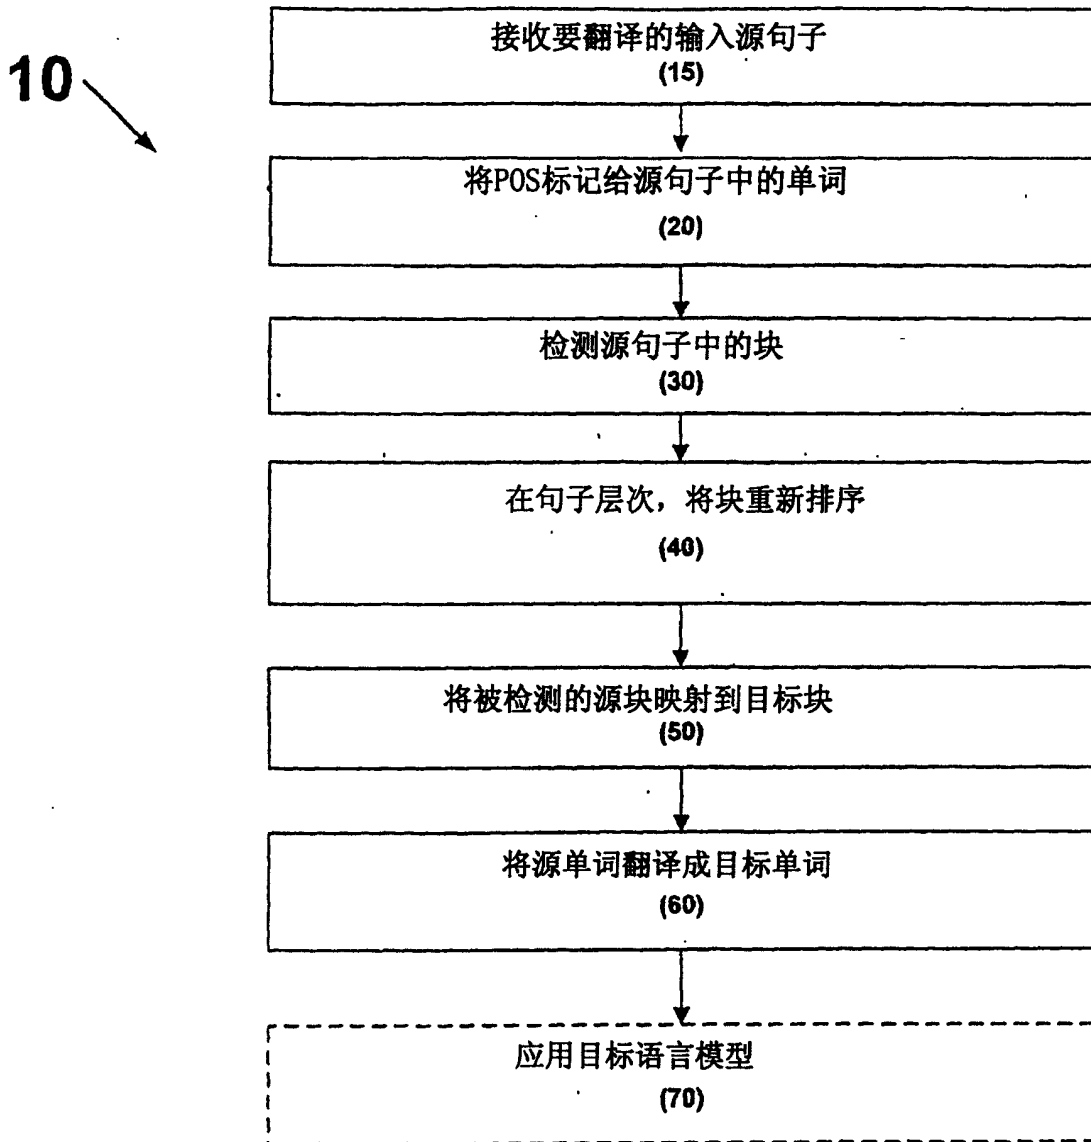 10
接收要翻译的输入源句子
(15)
将POS标记给源句子中的单词
(20)
检测源句子中的块
(30)
在句子层次，将块重新排序
(40)
将被检测的源块映射到目标块
(50)
将源单词翻译成目标单词
(60)
应用目标语言模型
(70)